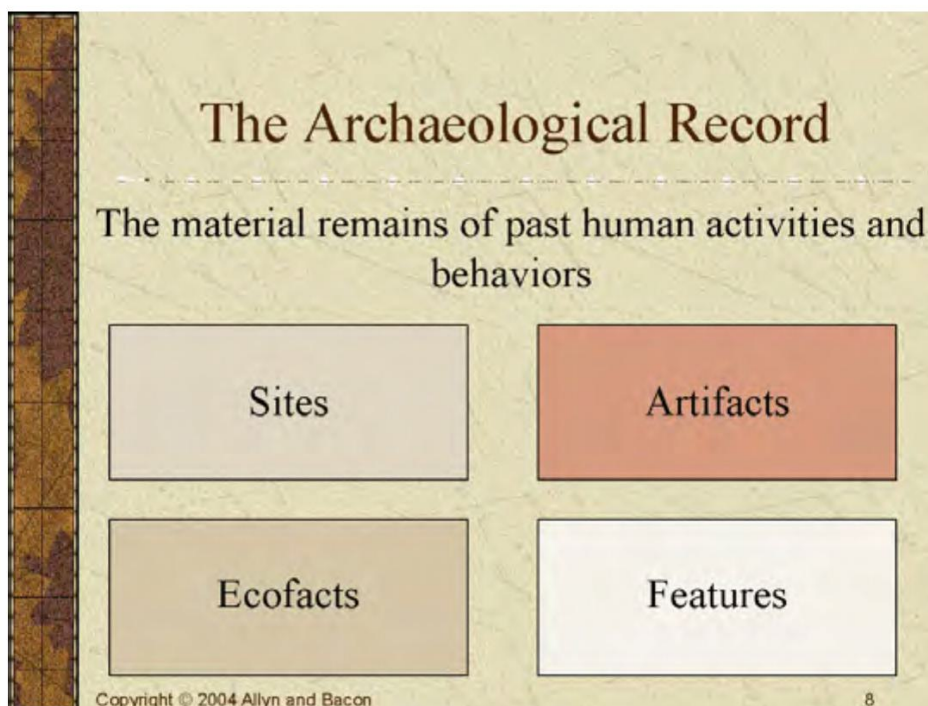 The Archaeological Record
The material remains of past human activities and
behaviors
Sites
Artifacts
Ecofacts
Features
Copyright © 2004 Allyn and Bacon
8